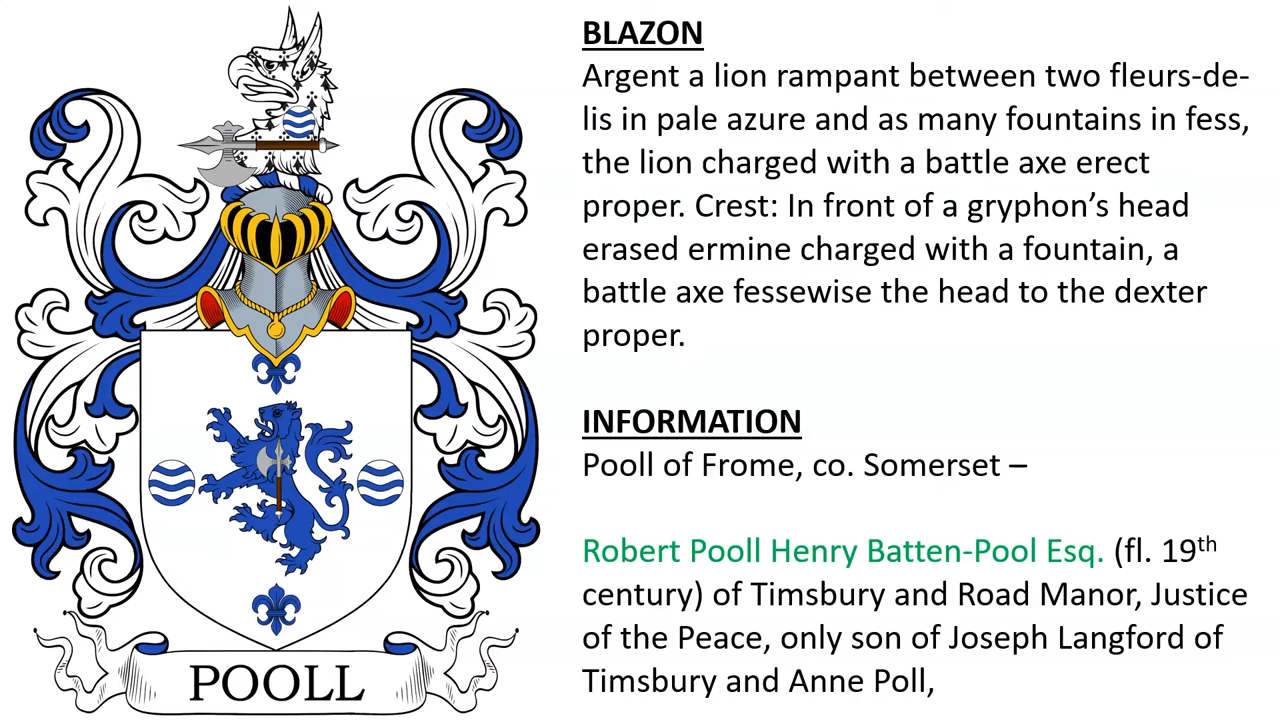 BLAZON
Argent a lion rampant between two fleurs-de-
lis in pale azure and as many fountains in fess,
the lion charged with a battle axe erect
proper. Crest: In front of a gryphon’s head
erased ermine charged with a fountain, a
battle axe fessewise the head to the dexter
proper.
INFORMATION
Pooll of Frome, co. Somerset –
Robert Pooll Henry Batten-Pool Esq. (fl. 19th
century) of Timsbury and Road Manor, Justice
of the Peace, only son of Joseph Langford of
Timsbury and Anne Poll,
POOLL